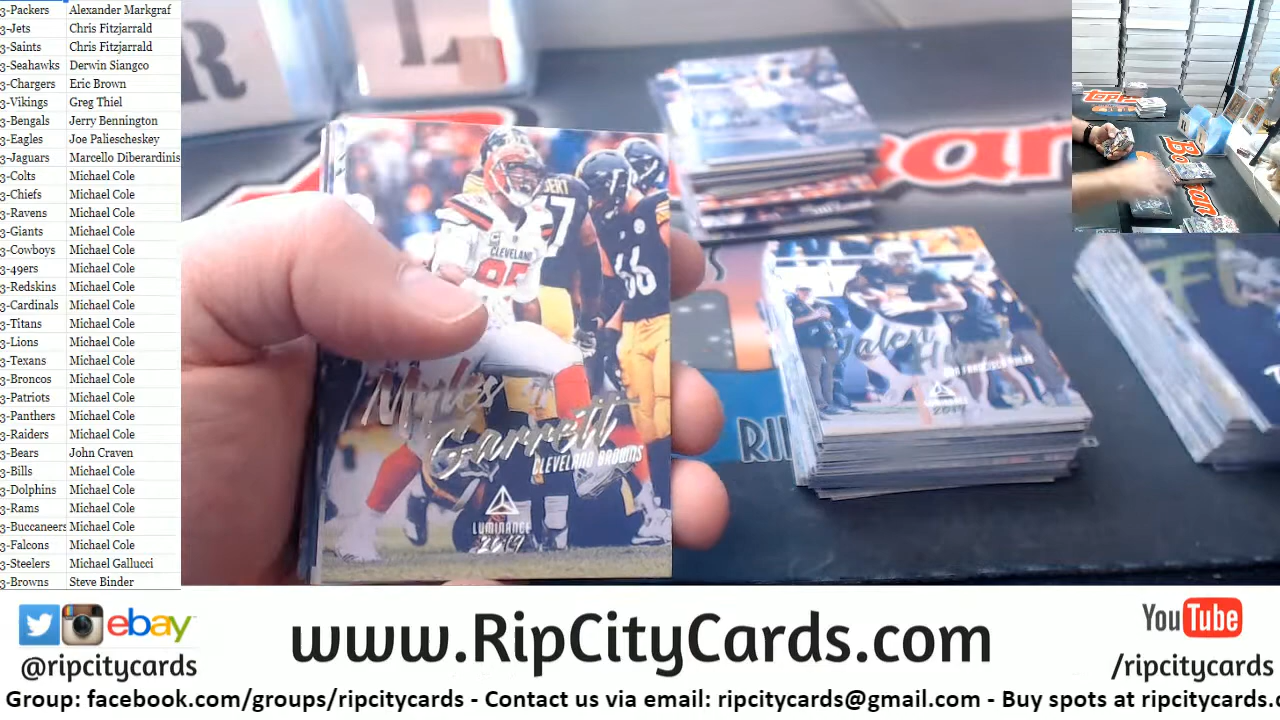 3-Packers Alexander Markgraf
3-Jets Chris Fitzjarrald
3-Saints Chris Fitzjarrald
3-Seahawks Derwin Siangco
3-Chargers Eric Brown
3-Vikings Greg Thiel
3-Bengals Jerry Bennington
3-Eagles Joe Paliescheskey
3-Jaguars Marcello Diberardinis
3-Colts Michael Cole
3-Chiefs Michael Cole
3-Ravens Michael Cole
3-Giants Michael Cole
3-Cowboys Michael Cole
3-49ers Michael Cole
3-Redskins Michael Cole
3-Cardinals Michael Cole
3-Titans Michael Cole
3-Lions Michael Cole
3-Texans Michael Cole
3-Broncos Michael Cole
3-Patriots Michael Cole
3-Panthers Michael Cole
3-Raiders Michael Cole
3-Bears John Craven
3-Bills Michael Cole
3-Dolphins Michael Cole
3-Rams Michael Cole
3-Buccaneers Michael Cole
3-Falcons Michael Cole
3-Steelers Michael Gallucci
3-Browns Steve Binder
CLEVELAND
95
66
Myles
Garrett
CLEVELAND BROWNS
LUMINANCE
2019
Jalen
LUMINANCE
2019
RI
Topps
ebay
@ripcitycards
www.RipCityCards.com
YouTube
/ripcitycards
Group: facebook.com/groups/ripcitycards - Contact us via email: ripcitycards@gmail.com - Buy spots at ripcitycards.